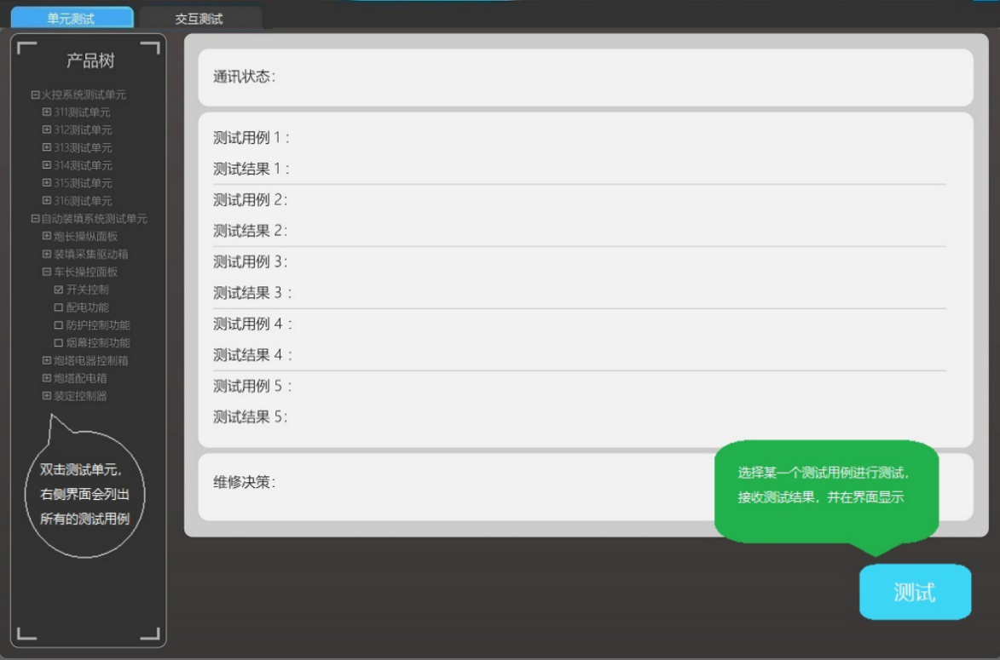 单元测试
交互测试
产品树
火控系统测试单元
311测试单元
312测试单元
313测试单元
314测试单元
315测试单元
316测试单元
自动装填系统测试单元
炮长操纵面板
装填采集驱动箱
车长操控面板
开关控制
配电功能
防护控制功能
烟幕控制功能
炮塔电器控制箱
炮塔配电箱
装定控制器
双击测试单元,
右侧界面会列出
所有的测试用例
通讯状态:
测试用例 1 :
测试结果 1 :
测试用例 2:
测试结果 2:
测试用例 3:
测试结果 3 :
测试用例 4 :
测试结果 4 :
测试用例 5 :
测试结果 5:
维修决策:
选择某一个测试用例进行测试,
接收测试结果，并在界面显示
测试